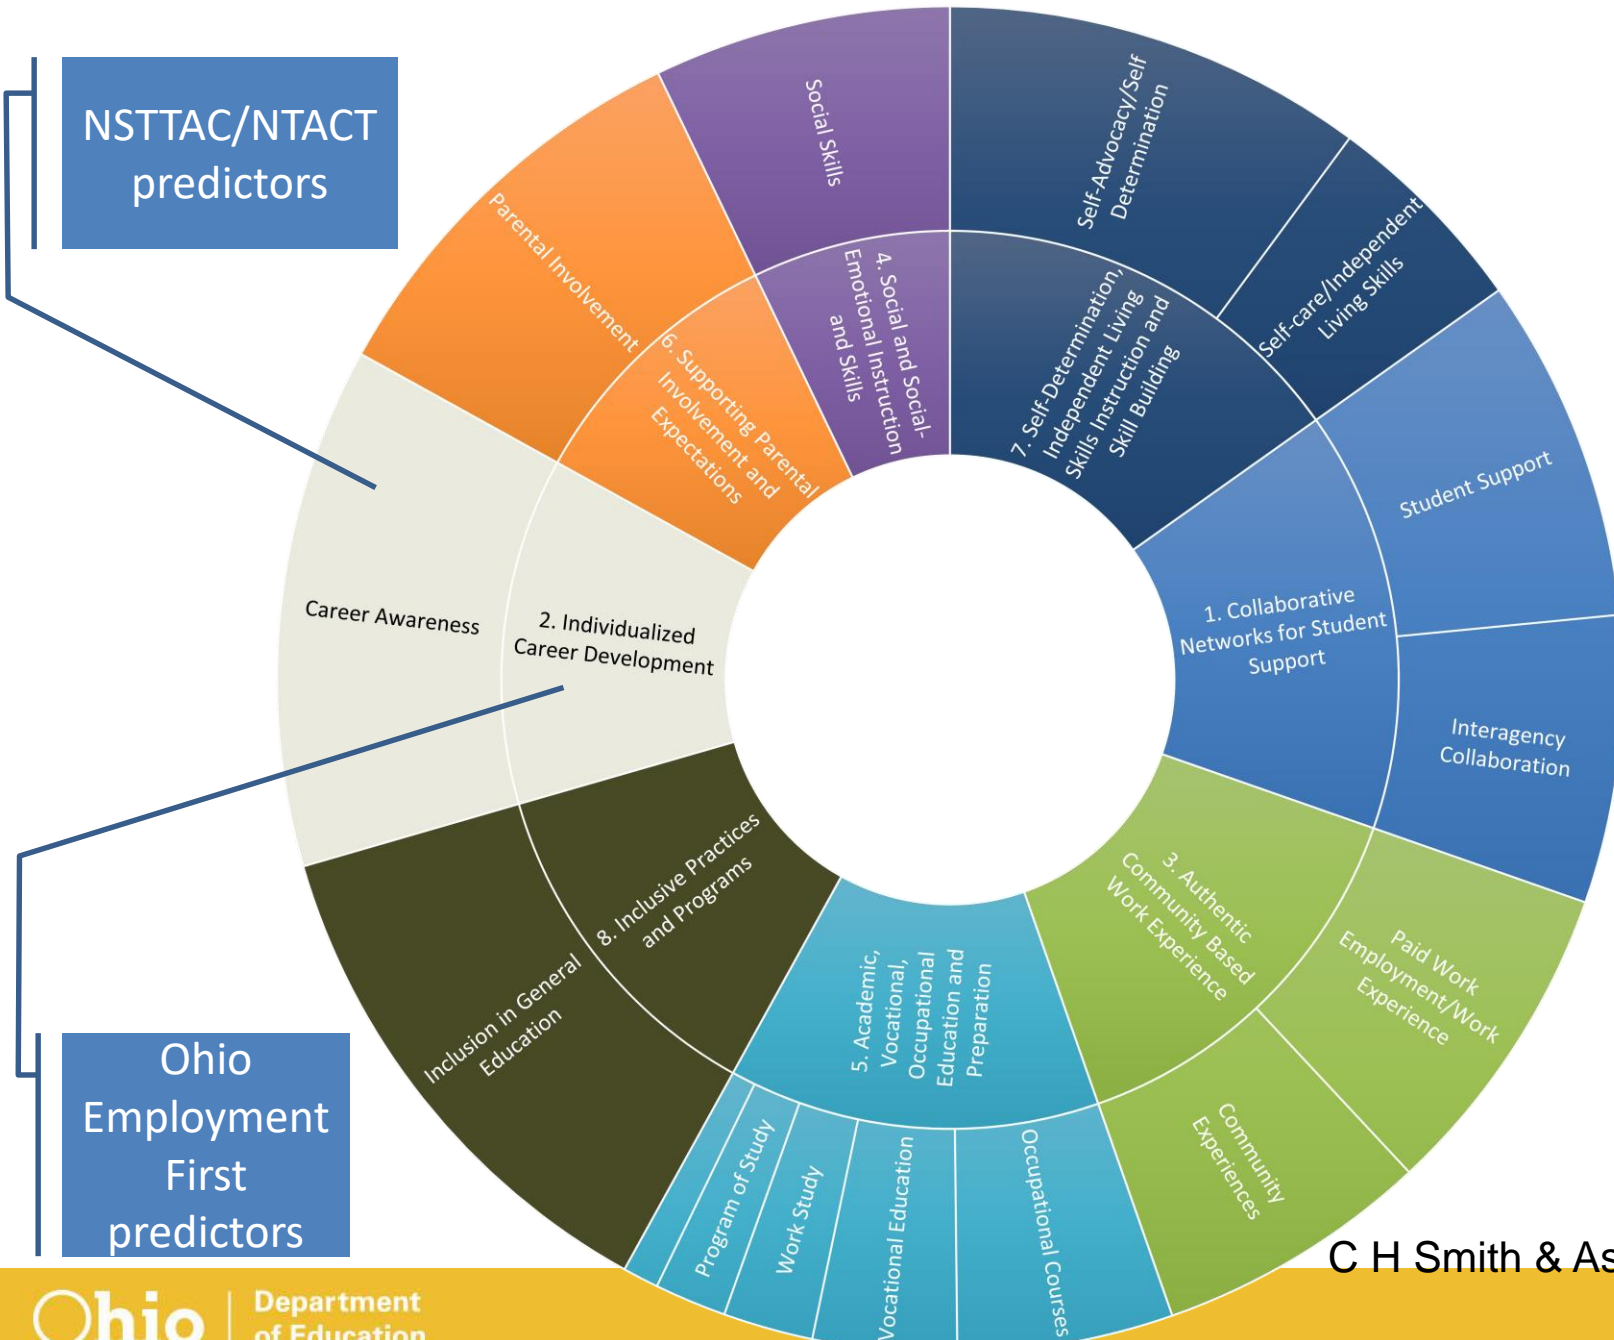 NSTTAC/NTACT
predictors
Social Skills
Self-Advocacy/Self
Determination
Self-care/Independent
Living Skills
Parental Involvement
4. Social and Social-
Emotional Instruction
and Skills
7. Self-Determination,
Independent Living
Skills Instruction and
Skill Building
6. Supporting Parental
Involvement and
Expectations
Student Support
Career Awareness
2. Individualized
Career Development
1. Collaborative
Networks for Student
Support
Interagency
Collaboration
8. Inclusive Practices
and Programs
3. Authentic
Community Based
Work Experience
Paid Work
Employment/Work
Experience
5. Academic,
Vocational,
Occupational
Education and
Preparation
Inclusion in General
Education
Community
Experiences
Program of Study
Work Study
Vocational Education
Occupational Courses
Ohio
Employment
First
predictors
C H Smith & As
Ohio
Department
of Education